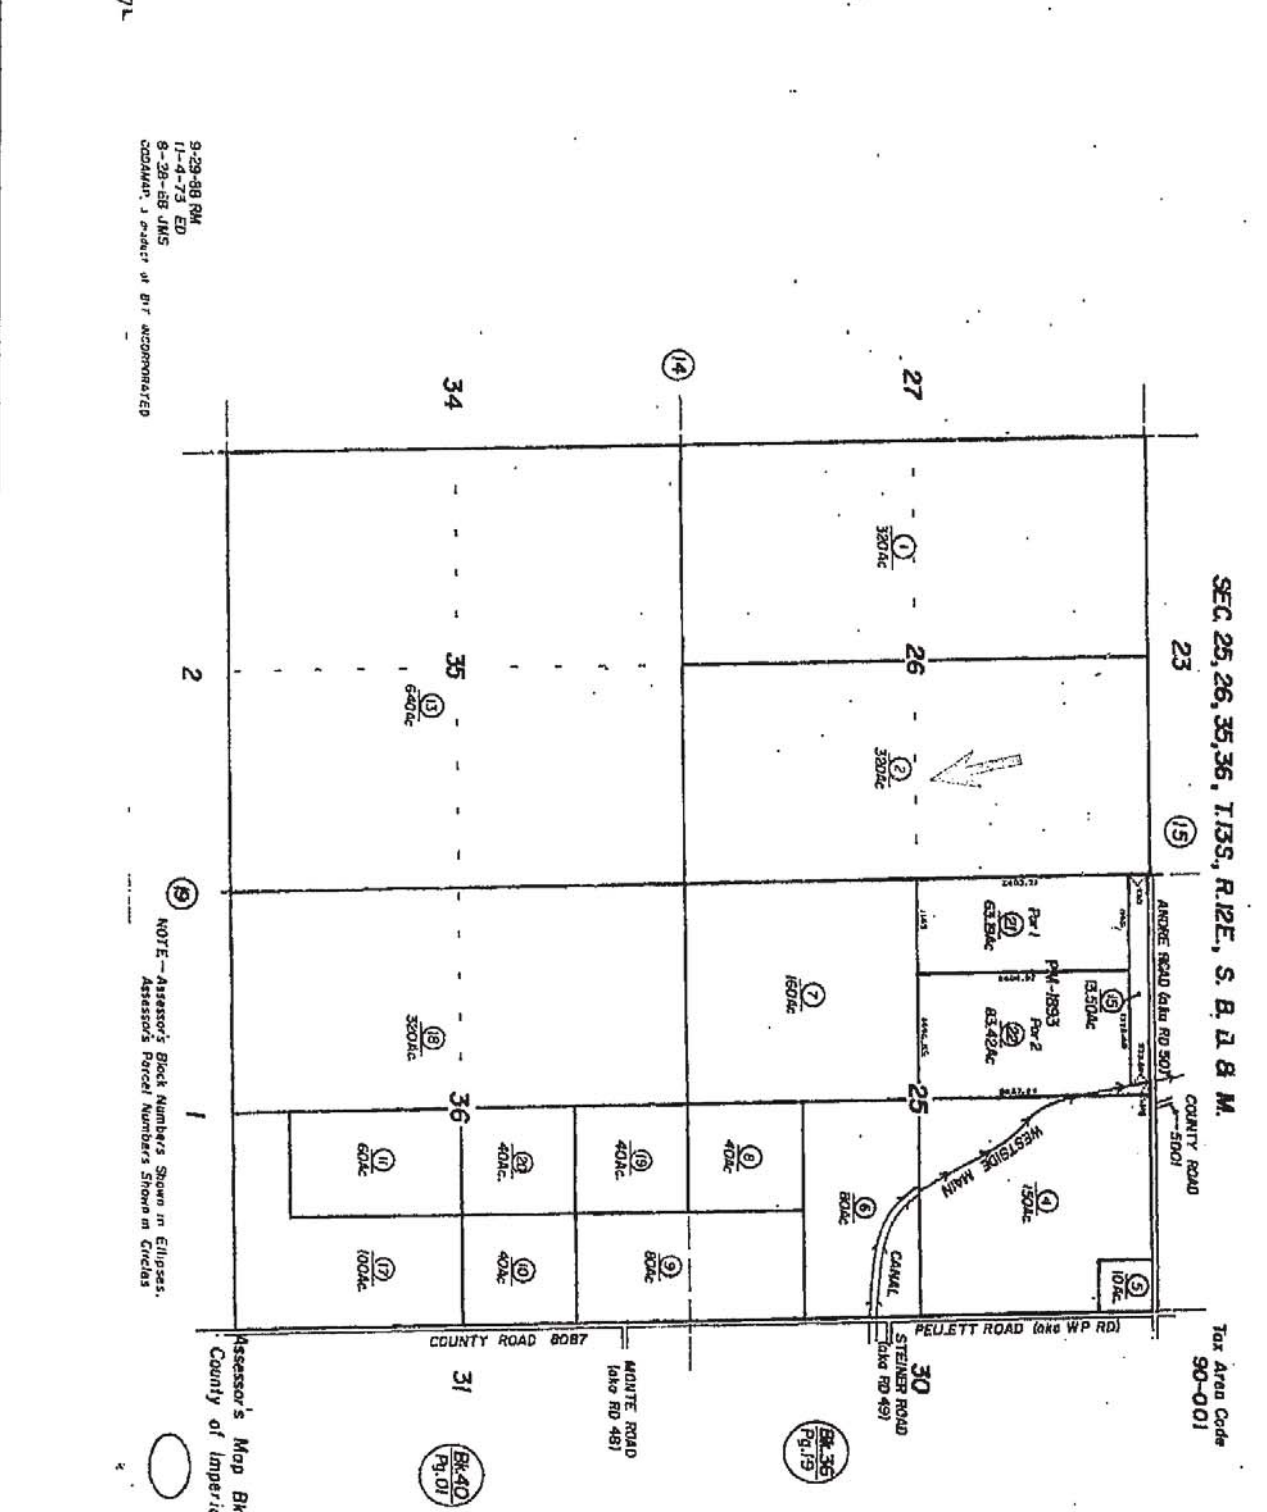 SEC. 25, 26, 35, 36, T.13S., R.12E., S. B. B. & M.
Tax Area Code
90-001
23
15
ANDRE ROAD (aka RD 501)
COUNTY ROAD
5001
27
26
25
30
1
320Ac
2
320Ac
Par 1
21
63.19Ac
PM-1893
Par 2
22
83.42Ac
15
13.50Ac
4
150Ac
5
10Ac.
WESTSIDE MAIN
CANAL
PELLETT ROAD (aka WP RD)
STEINER ROAD
(aka RD 491)
7
160Ac
6
80Ac
8
40Ac
9
80Ac
14
Bk.36
Pg.19
MONTE ROAD
(aka RD 481)
34
35
36
31
13
640Ac
18
320Ac.
19
40Ac.
20
40Ac.
10
40Ac.
11
60Ac
17
100Ac.
COUNTY ROAD 8087
Bk40
Pg.01
2
19
1
NOTE—Assessor's Block Numbers Shown in Ellipses.
Assessor's Parcel Numbers Shown in Circles
Assessor's Map Bk
County of Imperi
9-29-88 RM
11-4-73 ED
8-28-68 JMS